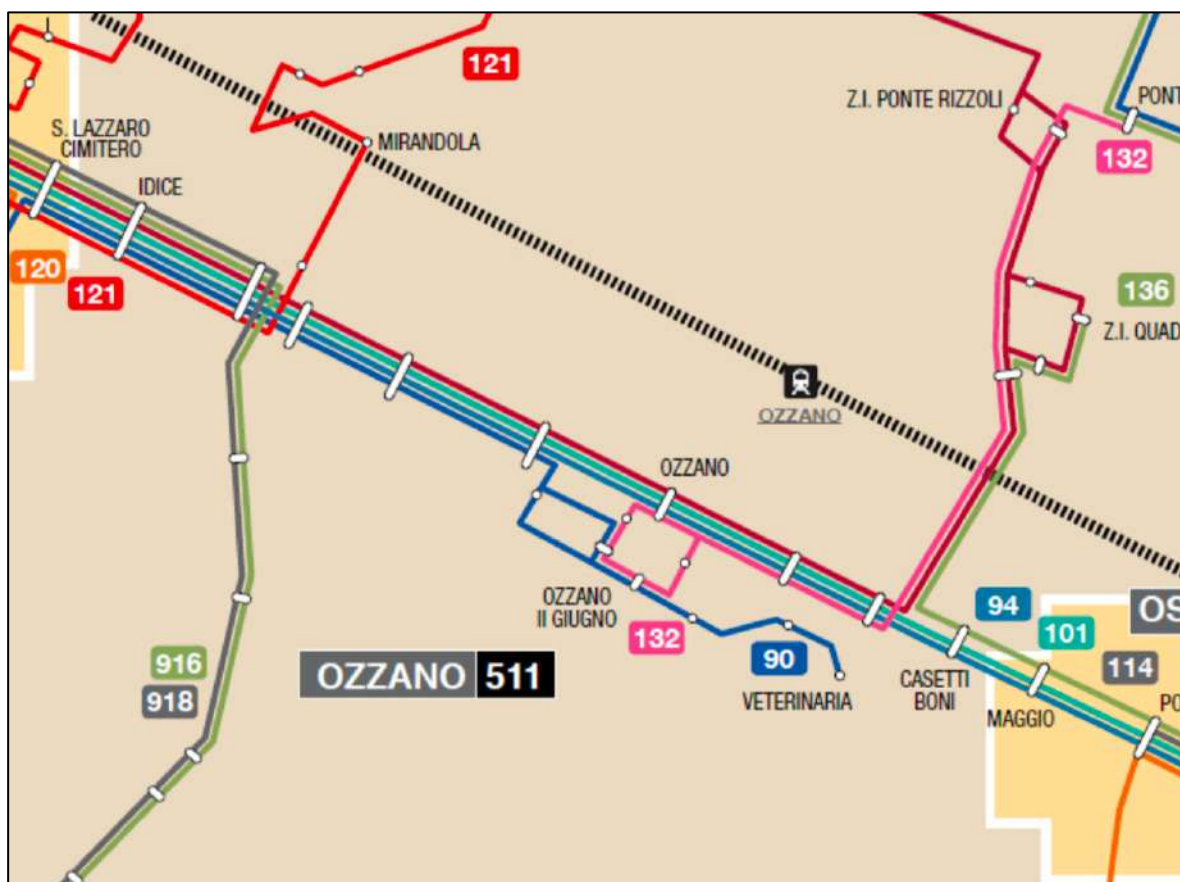 121
Z.I. PONTE RIZZOLI
S. LAZZARO
CIMITERO
MIRANDOLA
132
IDICE
120
121
136
Z.I. QUAD
OZZANO
OZZANO
OZZANO
II GIUGNO
132
90
94
101
OS
916
918
OZZANO 511
114
VETERINARIA
CASETTI
BONI
MAGGIO
PO
PONT